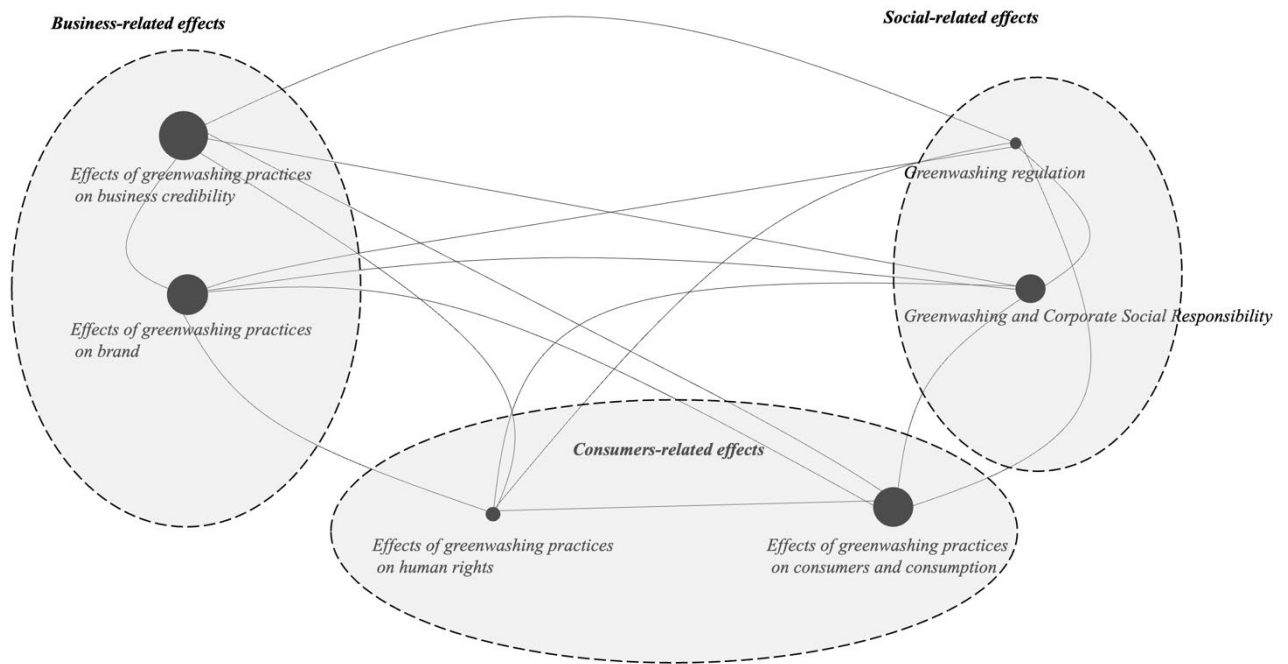 Business-related effects
Social-related effects
Effects of greenwashing practices
on business credibility
Greenwashing regulation
Effects of greenwashing practices
on brand
Greenwashing and Corporate Social Responsibility
Consumers-related effects
Effects of greenwashing practices
on human rights
Effects of greenwashing practices
on consumers and consumption